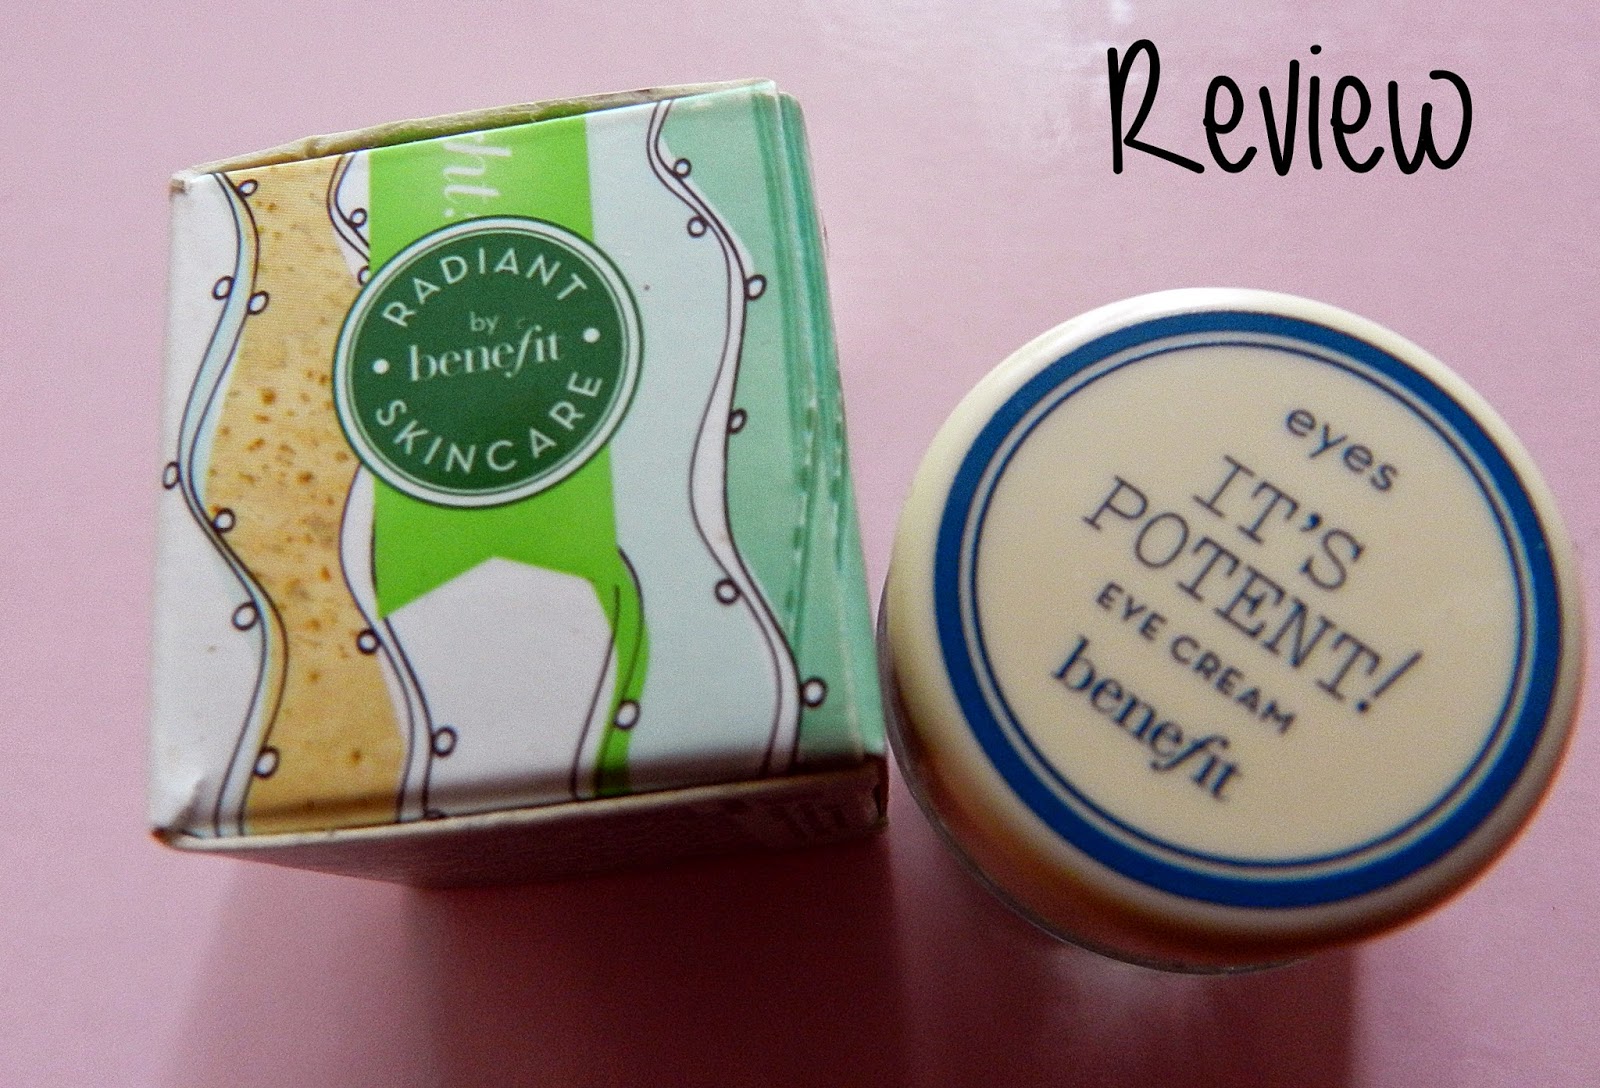 Review
RADIANT
by
benefit
SKINCARE
eyes
IT'S
POTENT!
EYE CREAM
benefit